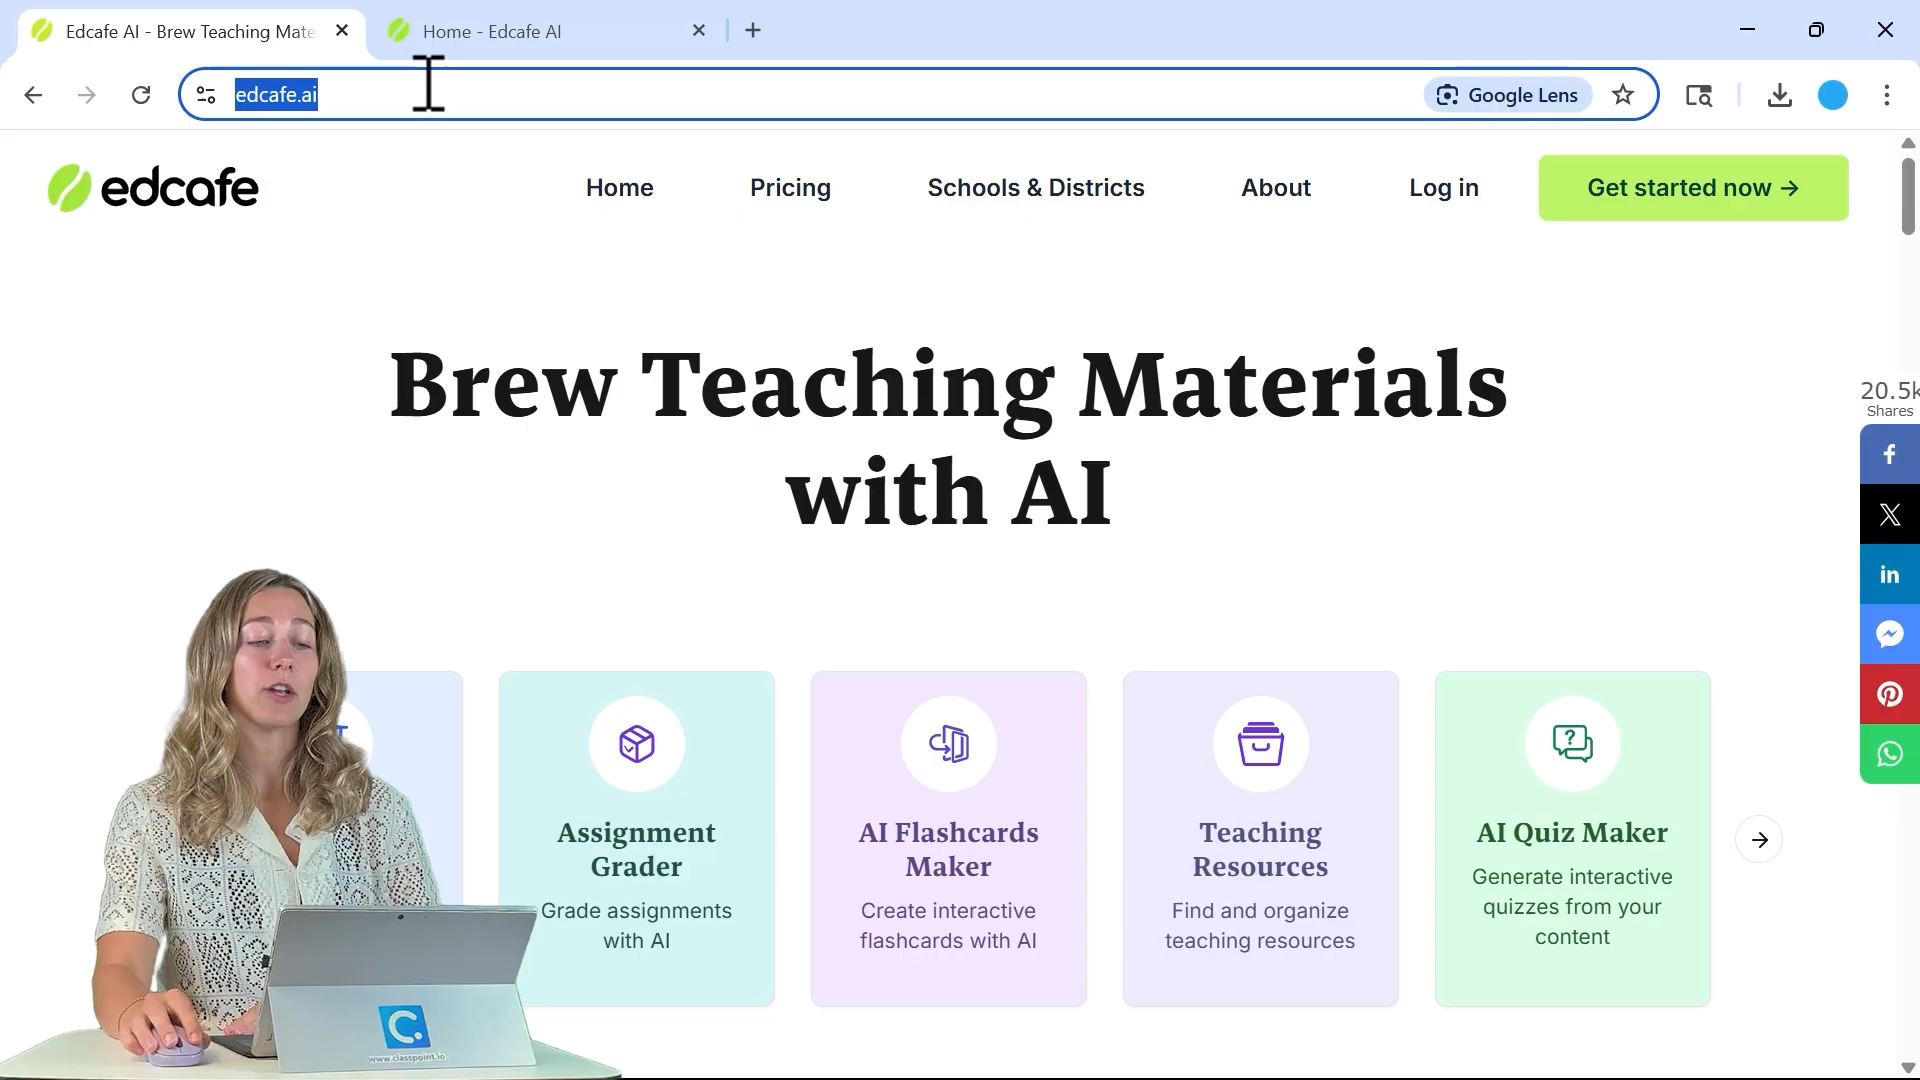 Edcafe AI - Brew Teaching Mate
Home - Edcafe AI
edcafe.ai
Google Lens
edcafe
Home
Pricing
Schools & Districts
About
Log in
Get started now →
Brew Teaching Materials
with AI
20.5k
Shares
Assignment
Grader
Grade assignments
with AI
AI Flashcards
Maker
Create interactive
flashcards with AI
Teaching
Resources
Find and organize
teaching resources
AI Quiz Maker
Generate interactive
quizzes from your
content
www.classpoint.io